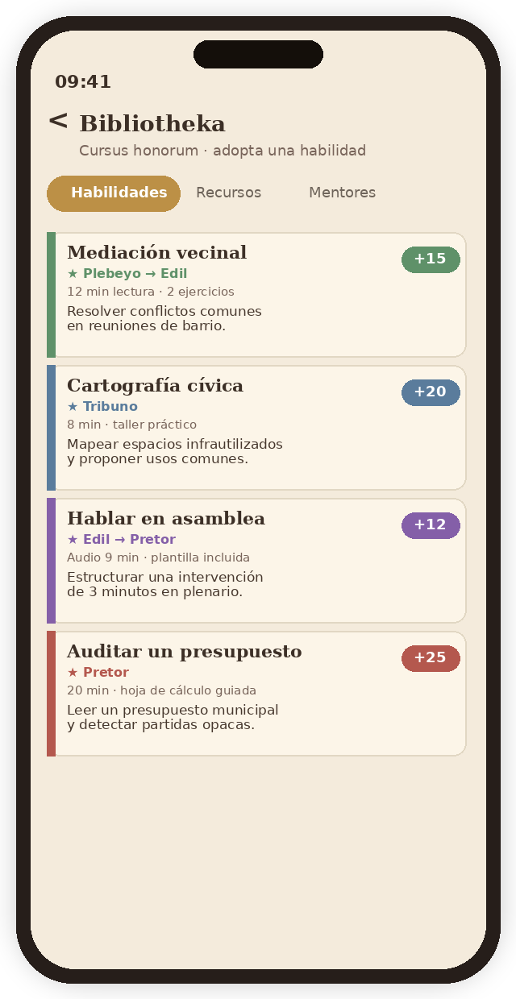 09:41
< Bibliotheka
Cursus honorum · adopta una habilidad
Habilidades Recursos Mentores
Mediación vecinal +15
★ Plebeyo → Edil
12 min lectura · 2 ejercicios
Resolver conflictos comunes
en reuniones de barrio.
Cartografía cívica +20
★ Tribuno
8 min · taller práctico
Mapear espacios infrautilizados
y proponer usos comunes.
Hablar en asamblea +12
★ Edil → Pretor
Audio 9 min · plantilla incluida
Estructurar una intervención
de 3 minutos en plenario.
Auditar un presupuesto +25
★ Pretor
20 min · hoja de cálculo guiada
Leer un presupuesto municipal
y detectar partidas opacas.